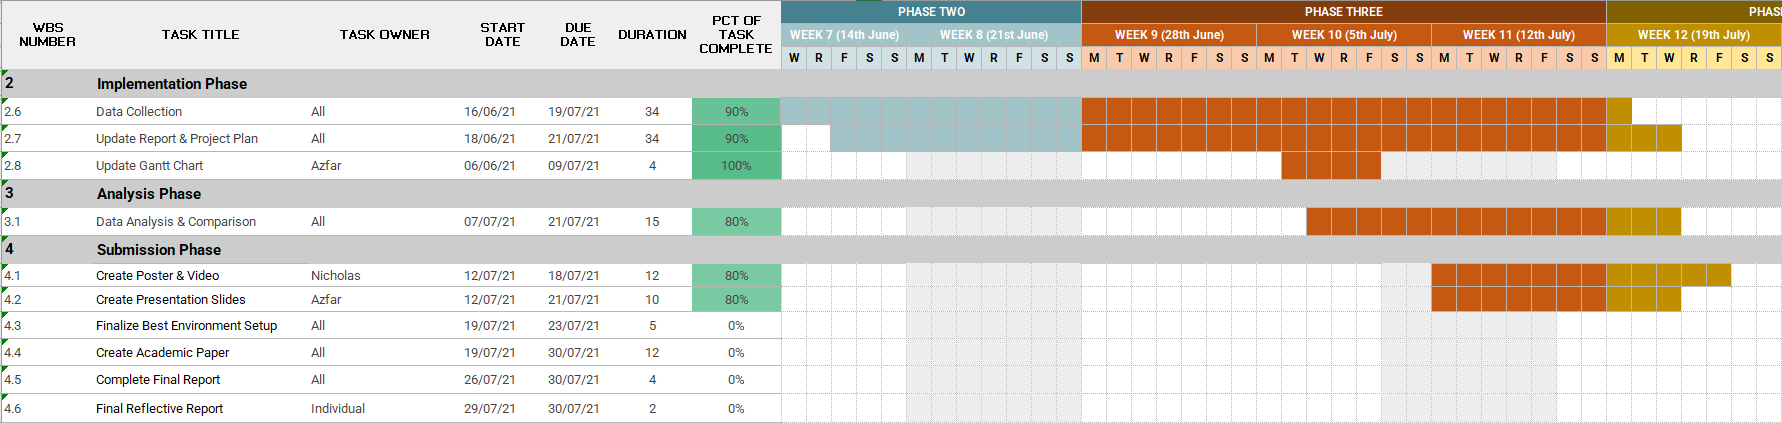 PHASE TWO PHASE THREE PHAS
WBS NUMBER TASK TITLE TASK OWNER START DATE DUE DATE DURATION PCT OF TASK COMPLETE WEEK 7 (14th June) WEEK 8 (21st June) WEEK 9 (28th June) WEEK 10 (5th July) WEEK 11 (12th July) WEEK 12 (19th July)
W R F S S M T W R F S S M T W R F S S M T W R F S S M T W R F S S M T W R F S S
2 Implementation Phase
2.6 Data Collection All 16/06/21 19/07/21 34 90%
2.7 Update Report & Project Plan All 18/06/21 21/07/21 34 90%
2.8 Update Gantt Chart Azfar 06/06/21 09/07/21 4 100%
3 Analysis Phase
3.1 Data Analysis & Comparison All 07/07/21 21/07/21 15 80%
4 Submission Phase
4.1 Create Poster & Video Nicholas 12/07/21 18/07/21 12 80%
4.2 Create Presentation Slides Azfar 12/07/21 21/07/21 10 80%
4.3 Finalize Best Environment Setup All 19/07/21 23/07/21 5 0%
4.4 Create Academic Paper All 19/07/21 30/07/21 12 0%
4.5 Complete Final Report All 26/07/21 30/07/21 4 0%
4.6 Final Reflective Report Individual 29/07/21 30/07/21 2 0%